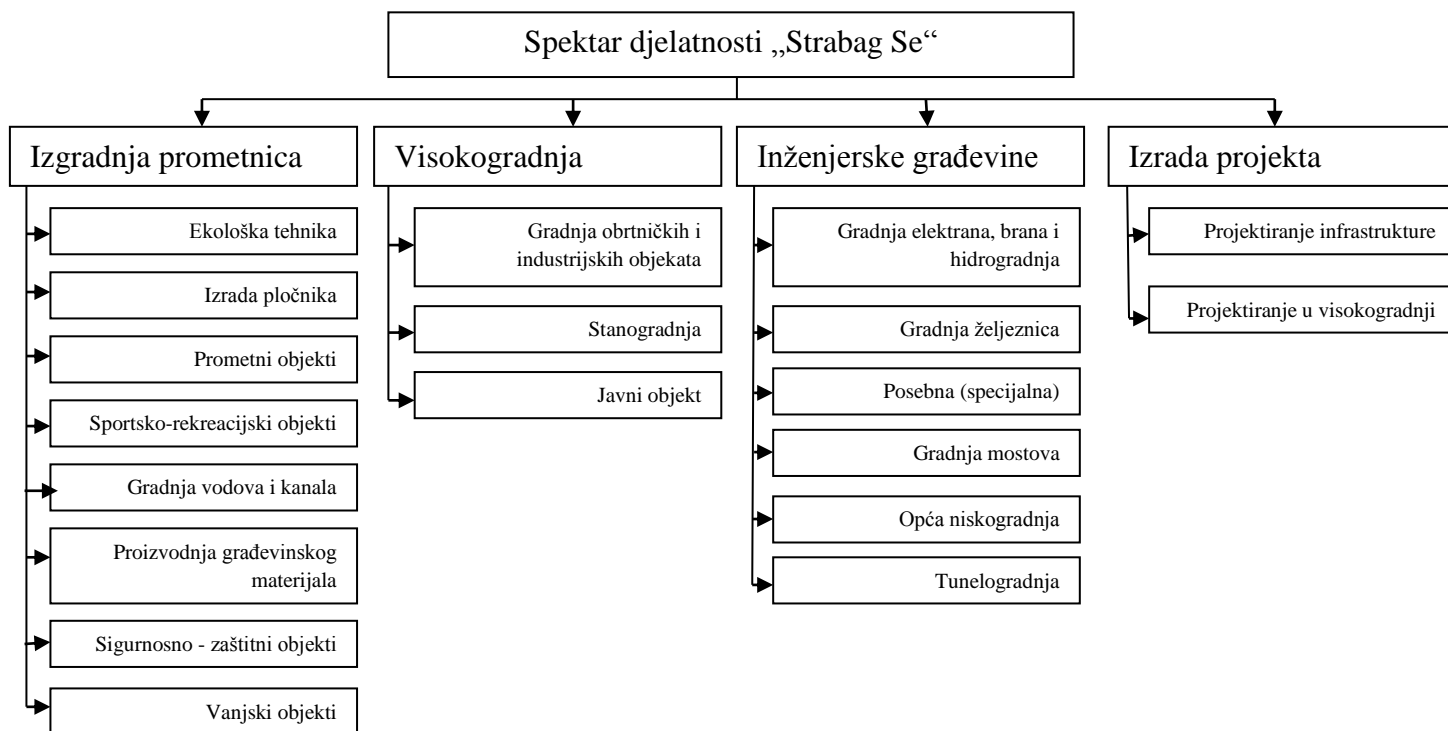 Spektar djelatnosti „Strabag Se“
Izgradnja prometnica
Ekološka tehnika
Izrada pločnika
Prometni objekti
Sportsko-rekreacijski objekti
Gradnja vodova i kanala
Proizvodnja građevinskog
materijala
Sigurnosno - zaštitni objekti
Vanjski objekti
Visokogradnja
Gradnja obrtničkih i
industrijskih objekata
Stanogradnja
Javni objekt
Inženjerske građevine
Gradnja elektrana, brana i
hidrogradnja
Gradnja željeznica
Posebna (specijalna)
Gradnja mostova
Opća niskogradnja
Tunelogradnja
Izrada projekta
Projektiranje infrastrukture
Projektiranje u visokogradnji